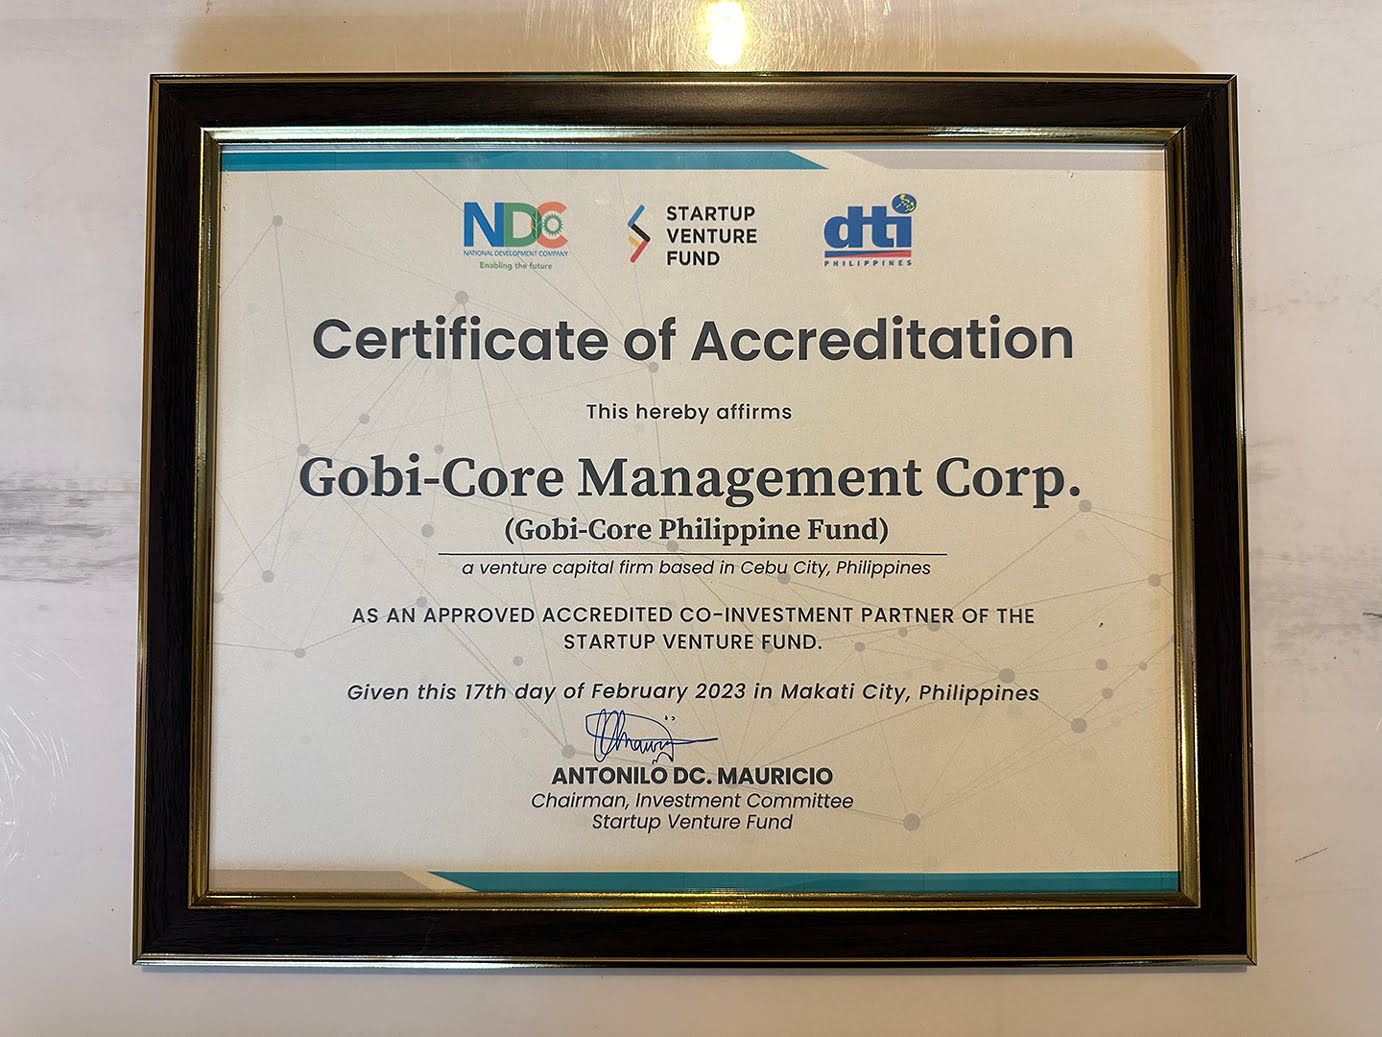 NDC
NATIONAL DEVELOPMENT COMPANY
Enabling the future
STARTUP
VENTURE
FUND
dti
PHILIPPINES
Certificate of Accreditation
This hereby affirms
Gobi-Core Management Corp.
(Gobi-Core Philippine Fund)
a venture capital firm based in Cebu City, Philippines
AS AN APPROVED ACCREDITED CO-INVESTMENT PARTNER OF THE
STARTUP VENTURE FUND.
Given this 17th day of February 2023 in Makati City, Philippines
ANTONILO DC. MAURICIO
Chairman, Investment Committee
Startup Venture Fund